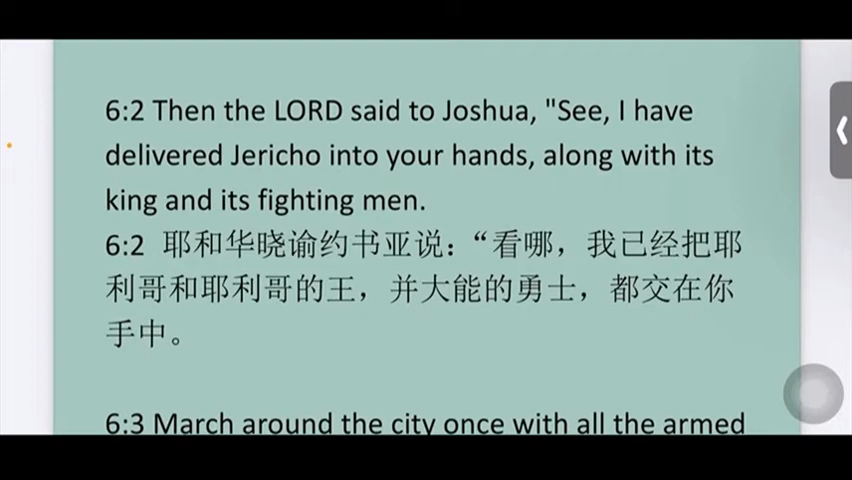 6:2 Then the LORD said to Joshua, "See, I have
delivered Jericho into your hands, along with its
king and its fighting men.
6:2 耶和华晓谕约书亚说：“看哪，我已经把耶
利哥和耶利哥的王，并大能的勇士，都交在你
手中。
6:3 March around the city once with all the armed